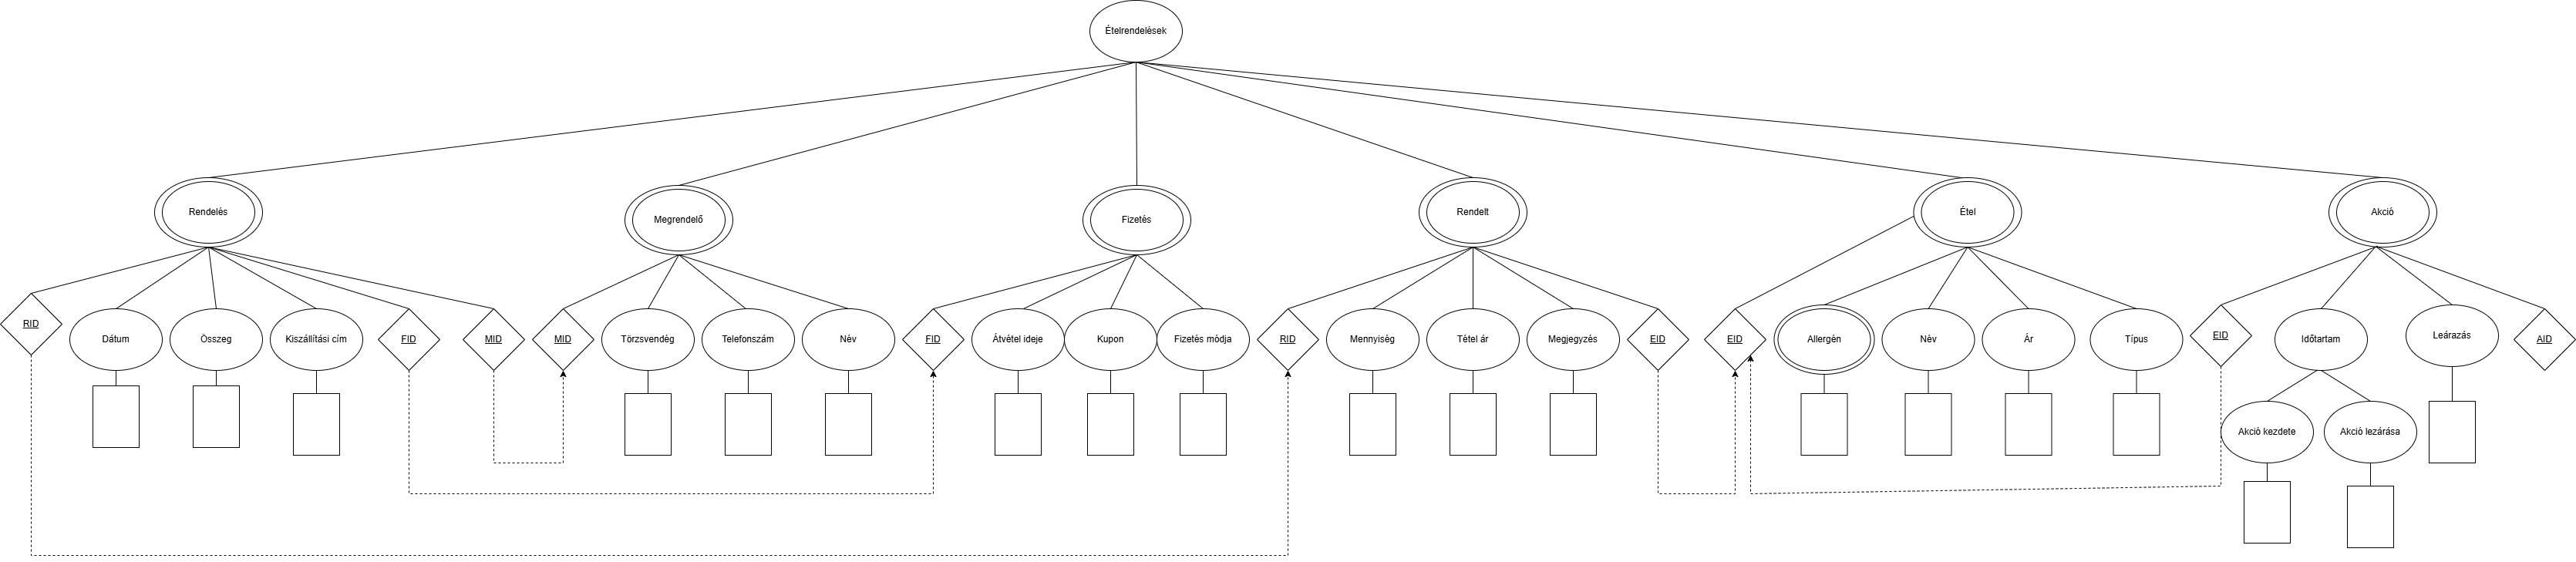 Ételrendelések
Rendelés
Megrendelő
Fizetés
Rendelt
Étel
Akció
RID
Dátum
Összeg
Kiszállítási cím
FID
MID
MID
Törzsvendég
Telefonszám
Név
FID
Átvétel ideje
Kupon
Fizetés módja
RID
Mennyiség
Tétel ár
Megjegyzés
EID
EID
Allergén
Név
Ár
Típus
EID
Időtartam
Leárazás
AID
Akció kezdete
Akció lezárása